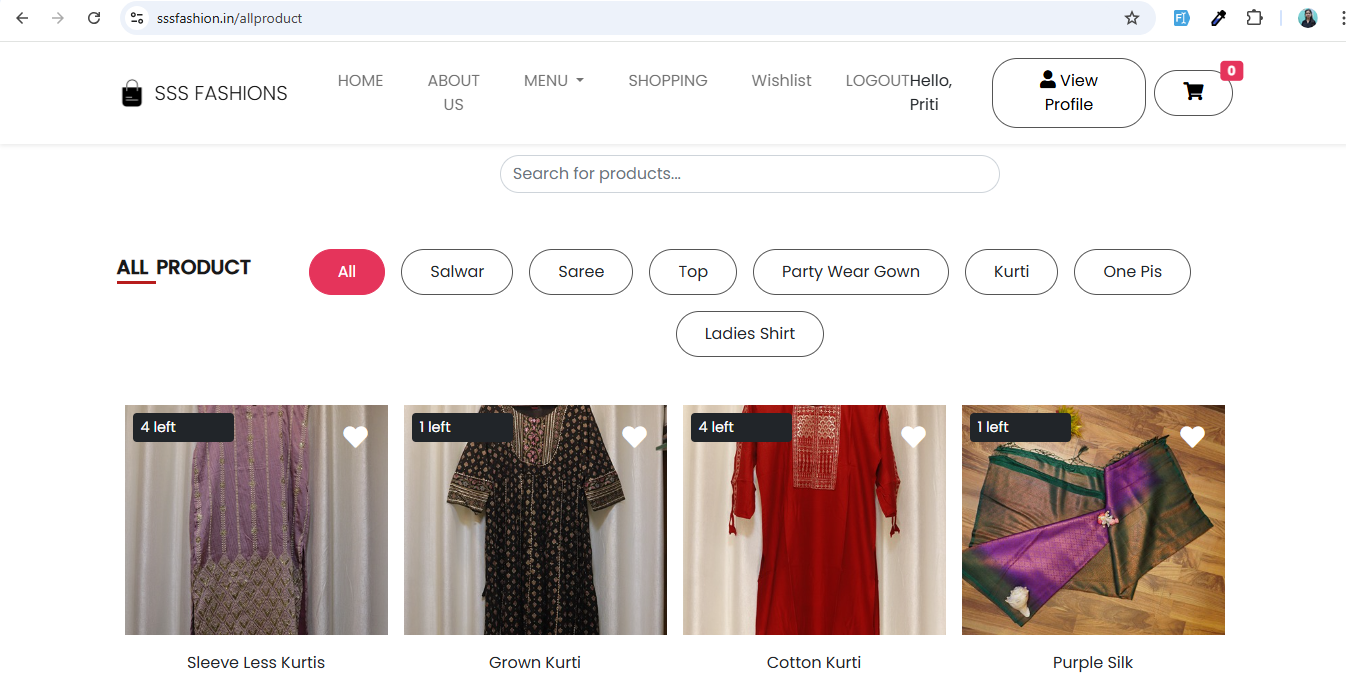 sssfashion.in/allproduct
SSS FASHIONS
HOME
ABOUT
US
MENU
SHOPPING
Wishlist
LOGOUT
Hello,
Priti
View
Profile
0
Search for products...
ALL PRODUCT
All
Salwar
Saree
Top
Party Wear Gown
Kurti
One Pis
Ladies Shirt
4 left
1 left
4 left
1 left
Sleeve Less Kurtis
Grown Kurti
Cotton Kurti
Purple Silk